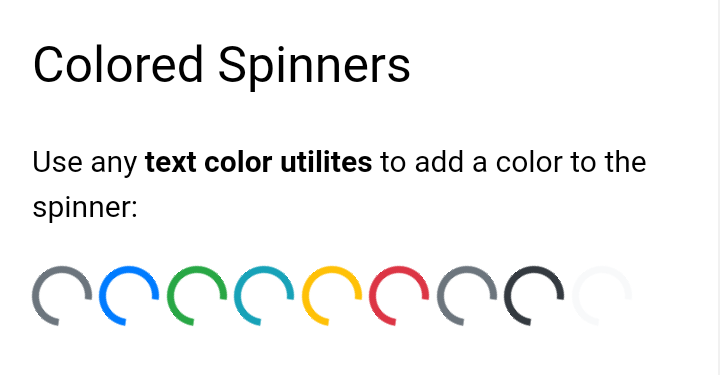 Colored Spinners
Use any text color utilites to add a color to the
spinner: